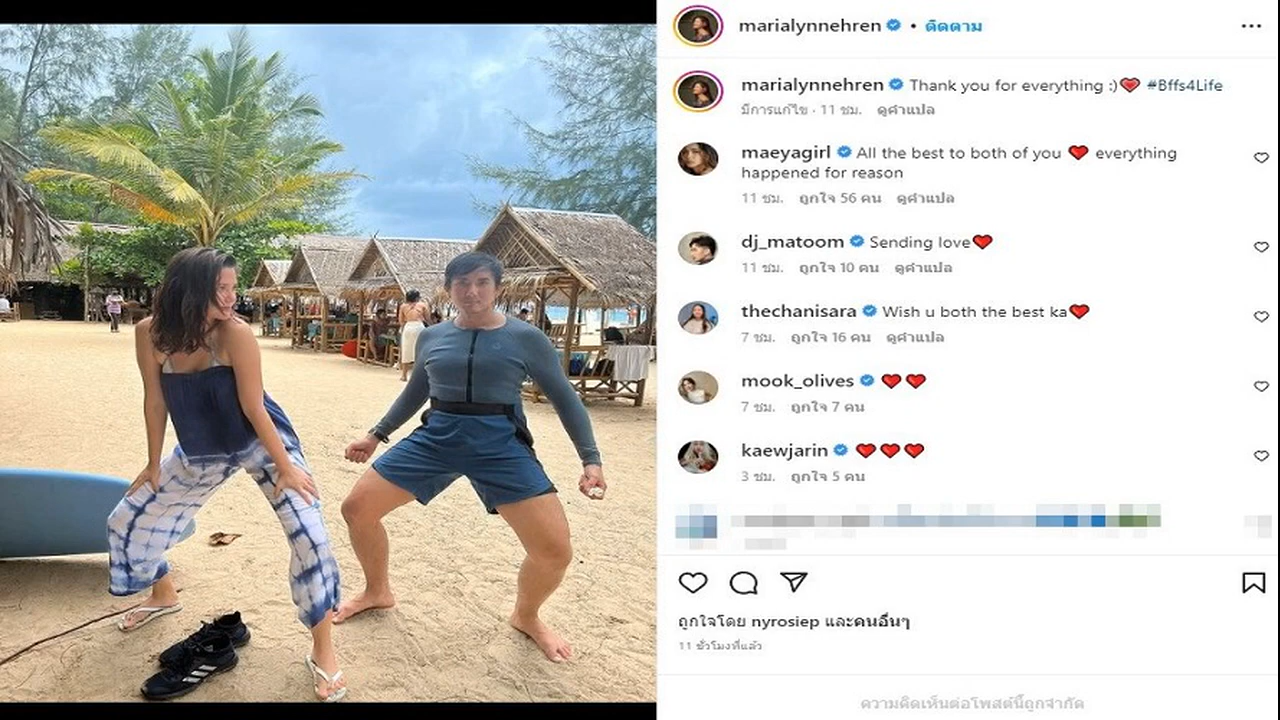 marialynnehren • ติดตาม
marialynnehren Thank you for everything :)❤ #Bffs4Life
มีการแก้ไข · 11 ชม. ดูคำแปล
maeyagirl All the best to both of you ❤ everything
happened for reason
11 ชม. ถูกใจ 56 คน ดูคำแปล
dj_matoom Sending love❤
11 ชม. ถูกใจ 10 คน ดูคำแปล
thechanisara Wish u both the best ka❤
7 ชม. ถูกใจ 16 คน ดูคำแปล
mook_olives ❤❤
7 ชม. ถูกใจ 7 คน
kaewjarin ❤❤❤
3 ชม. ถูกใจ 5 คน
ถูกใจโดย nyrosiep และคนอื่นๆ
11 ชั่วโมงที่แล้ว
ความคิดเห็นต่อโพสต์นี้ถูกจำกัด